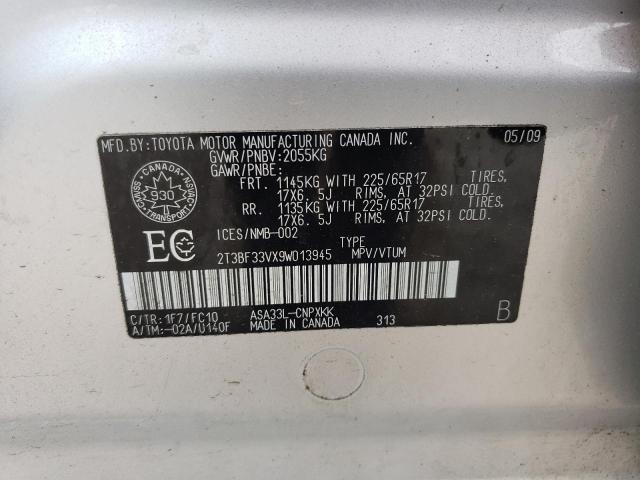 MFD.BY:TOYOTA MOTOR MANUFACTURING CANADA INC. 05/09
GVWR/PNBV:2055KG
GAWR/PNBE:
FRT. 1145KG WITH 225/65R17 TIRES,
17X6.5J RIMS, AT 32PSI COLD.
RR. 1135KG WITH 225/65R17 TIRES,
17X6.5J RIMS, AT 32PSI COLD.
CANADA
930
TRANSPORT
CMVSS
NSVAC
EC
ICES/NMB-002
TYPE
2T3BF33VX9W013945 MPV/VTUM
C/TR:1F7/FC10 ASA33L-CNPXKK B
A/TM:-02A/U140F MADE IN CANADA 313